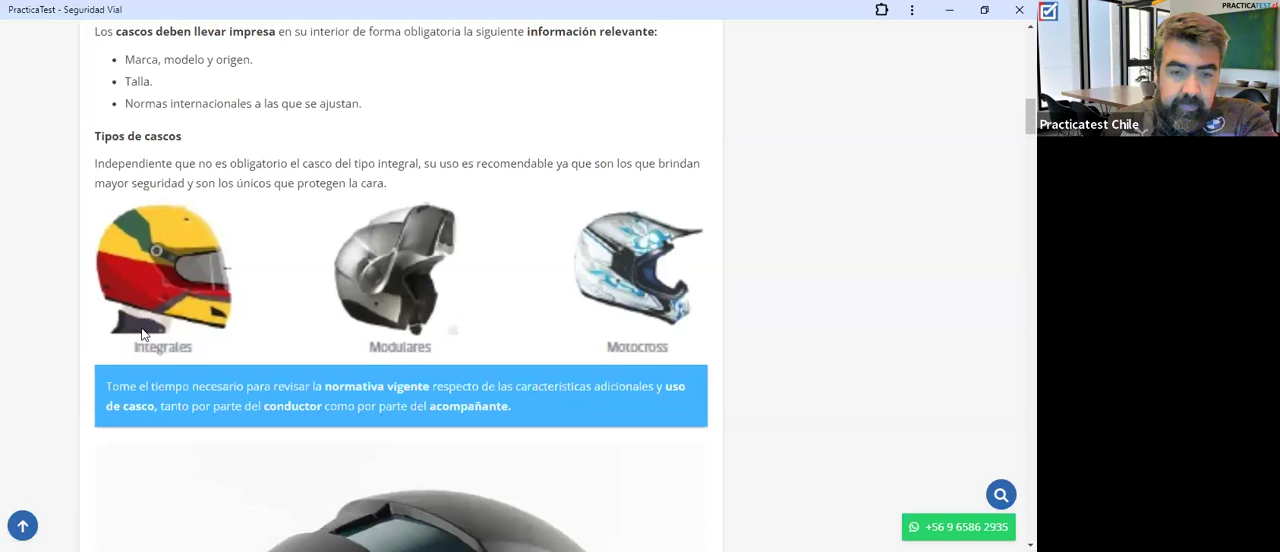 PracticaTest - Seguridad Vial
PRACTICATEST.cl
Los cascos deben llevar impresa en su interior de forma obligatoria la siguiente información relevante:
• Marca, modelo y origen.
• Talla.
• Normas internacionales a las que se ajustan.
Tipos de cascos
Independiente que no es obligatorio el casco del tipo integral, su uso es recomendable ya que son los que brindan
mayor seguridad y son los únicos que protegen la cara.
Practicatest Chile
Integrales
Modulares
Motocross
Tome el tiempo necesario para revisar la normativa vigente respecto de las características adicionales y uso
de casco, tanto por parte del conductor como por parte del acompañante.
+56 9 6586 2935